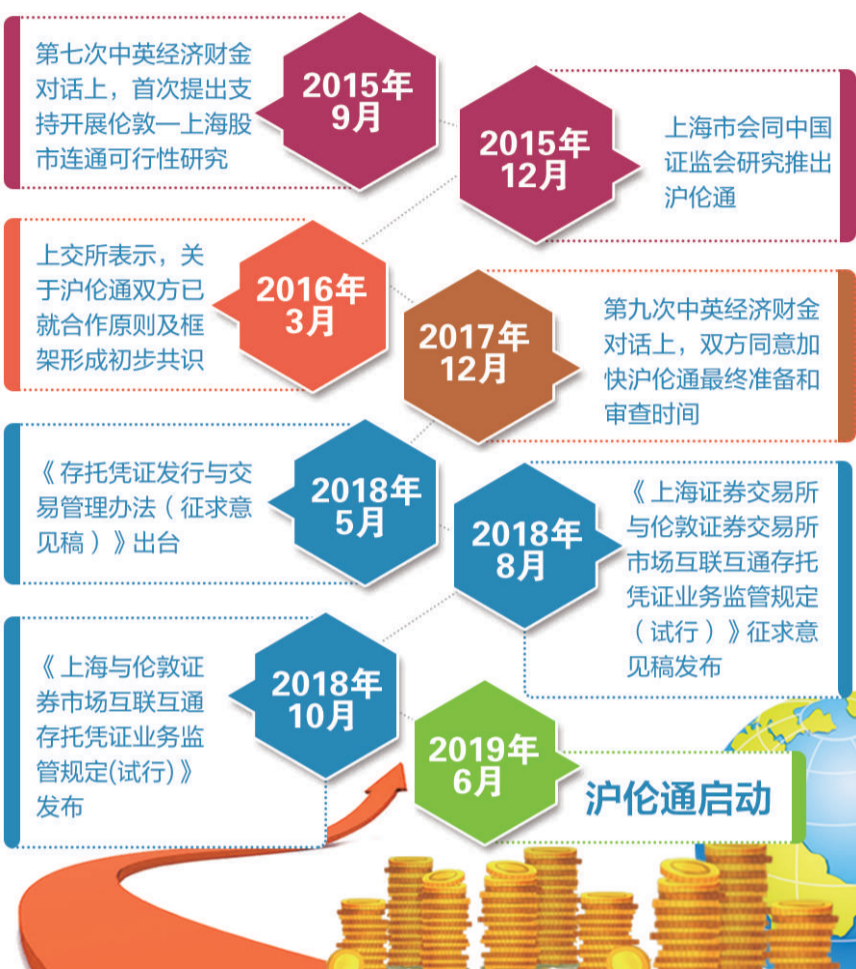 2015年
9月
第七次中英经济财金
对话上，首次提出支
持开展伦敦—上海股
市连通可行性研究
2015年
12月
上海市会同中国
证监会研究推出
沪伦通
2016年
3月
上交所表示，关
于沪伦通双方已
就合作原则及框
架形成初步共识
2017年
12月
第九次中英经济财金
对话上，双方同意加
快沪伦通最终准备和
审查时间
2018年
5月
《存托凭证发行与交
易管理办法（征求意
见稿）》出台
2018年
8月
《上海证券交易所
与伦敦证券交易所
市场互联互通存托
凭证业务监管规定
（试行）》征求意
见稿发布
2018年
10月
《上海与伦敦证
券市场互联互通
存托凭证业务监
管规定(试行)》
发布
2019年
6月
沪伦通启动